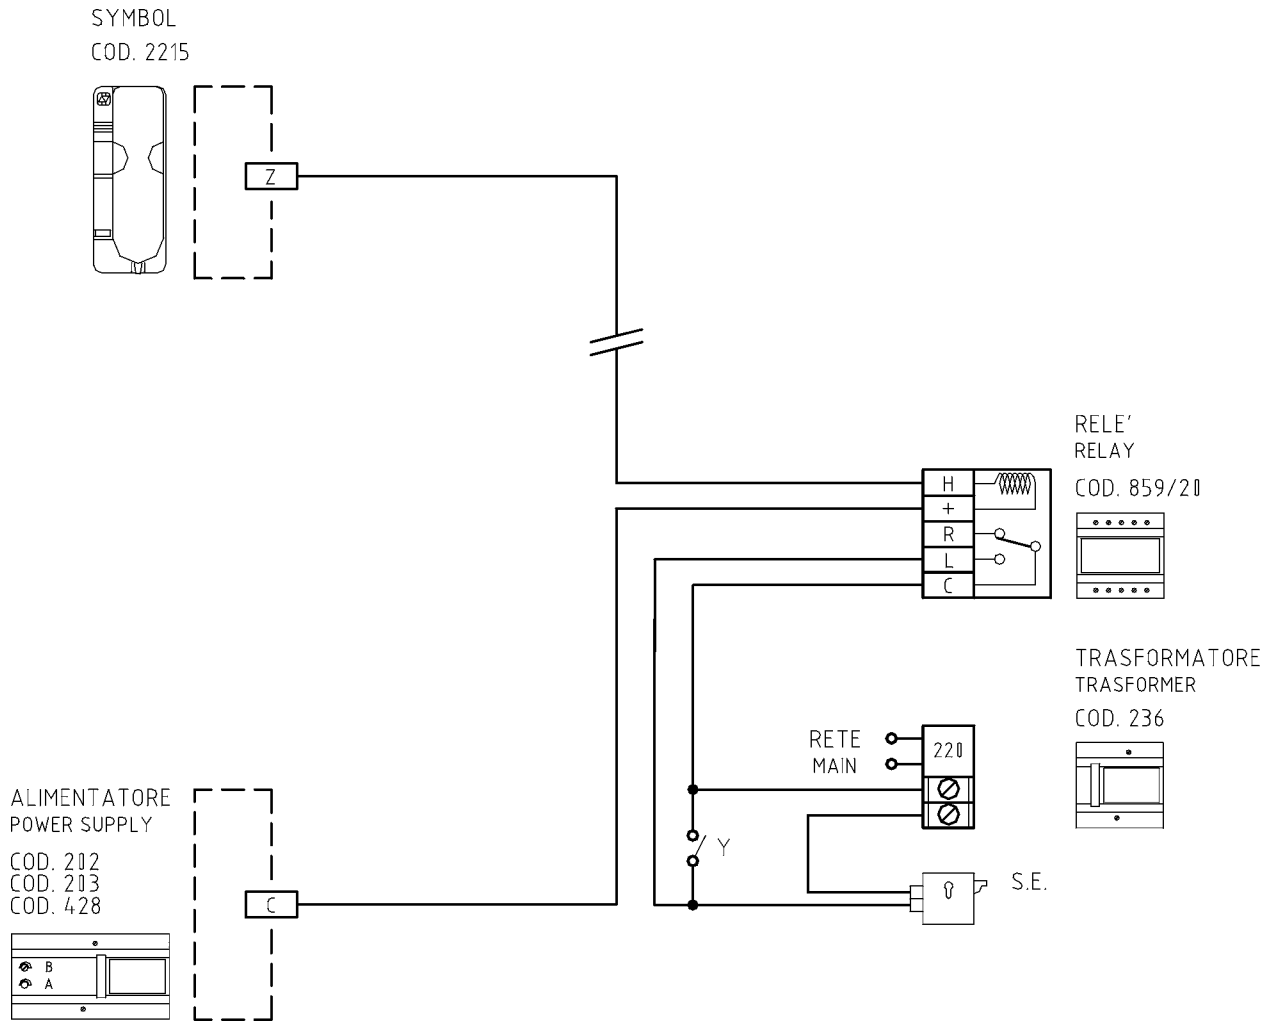 SYMBOL
COD. 2215
Z
RELE'
RELAY
COD. 859/20
H
+
R
L
C
TRASFORMATORE
TRASFORMER
COD. 236
RETE
MAIN
220
ALIMENTATORE
POWER SUPPLY
COD. 202
COD. 203
COD. 428
Y
S.E.
C
B
A